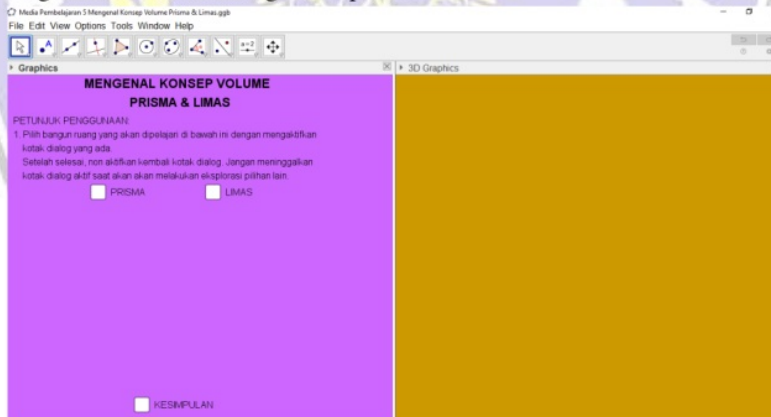 Media Pembelajaran 5 Mengenal Konsep Volume Prisma & Limas.ggb
File Edit View Options Tools Window Help
Graphics
3D Graphics
MENGENAL KONSEP VOLUME
PRISMA & LIMAS
PETUNJUK PENGGUNAAN:
1. Pilih bangun ruang yang akan dipelajari di bawah ini dengan mengaktifkan
kotak dialog yang ada.
Setelah selesai, non aktifkan kembali kotak dialog. Jangan meninggalkan
kotak dialog aktif saat akan akan melakukan eksplorasi pilihan lain.
PRISMA LIMAS
KESIMPULAN